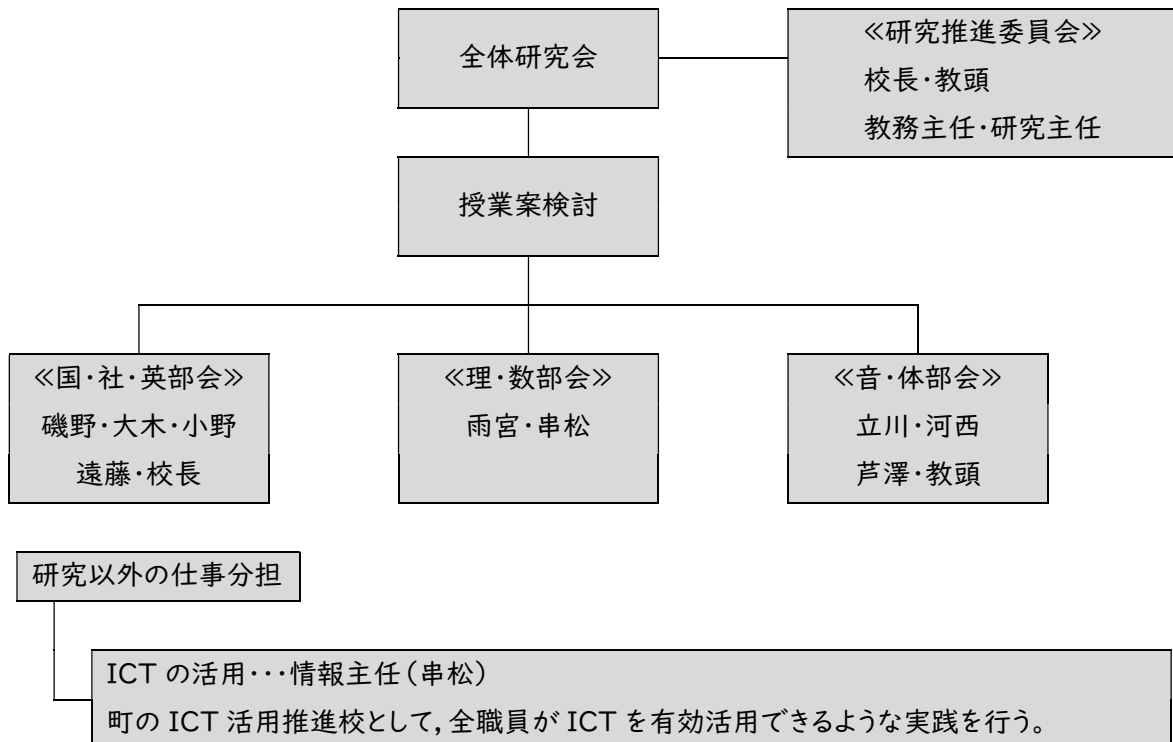 全体研究会
≪研究推進委員会≫
校長・教頭
教務主任・研究主任
授業案検討
≪国・社・英部会≫
磯野・大木・小野
遠藤・校長
≪理・数部会≫
雨宮・串松
≪音・体部会≫
立川・河西
芦澤・教頭
研究以外の仕事分担
ICT の活用・・・情報主任(串松)
町の ICT 活用推進校として,全職員が ICT を有効活用できるような実践を行う。